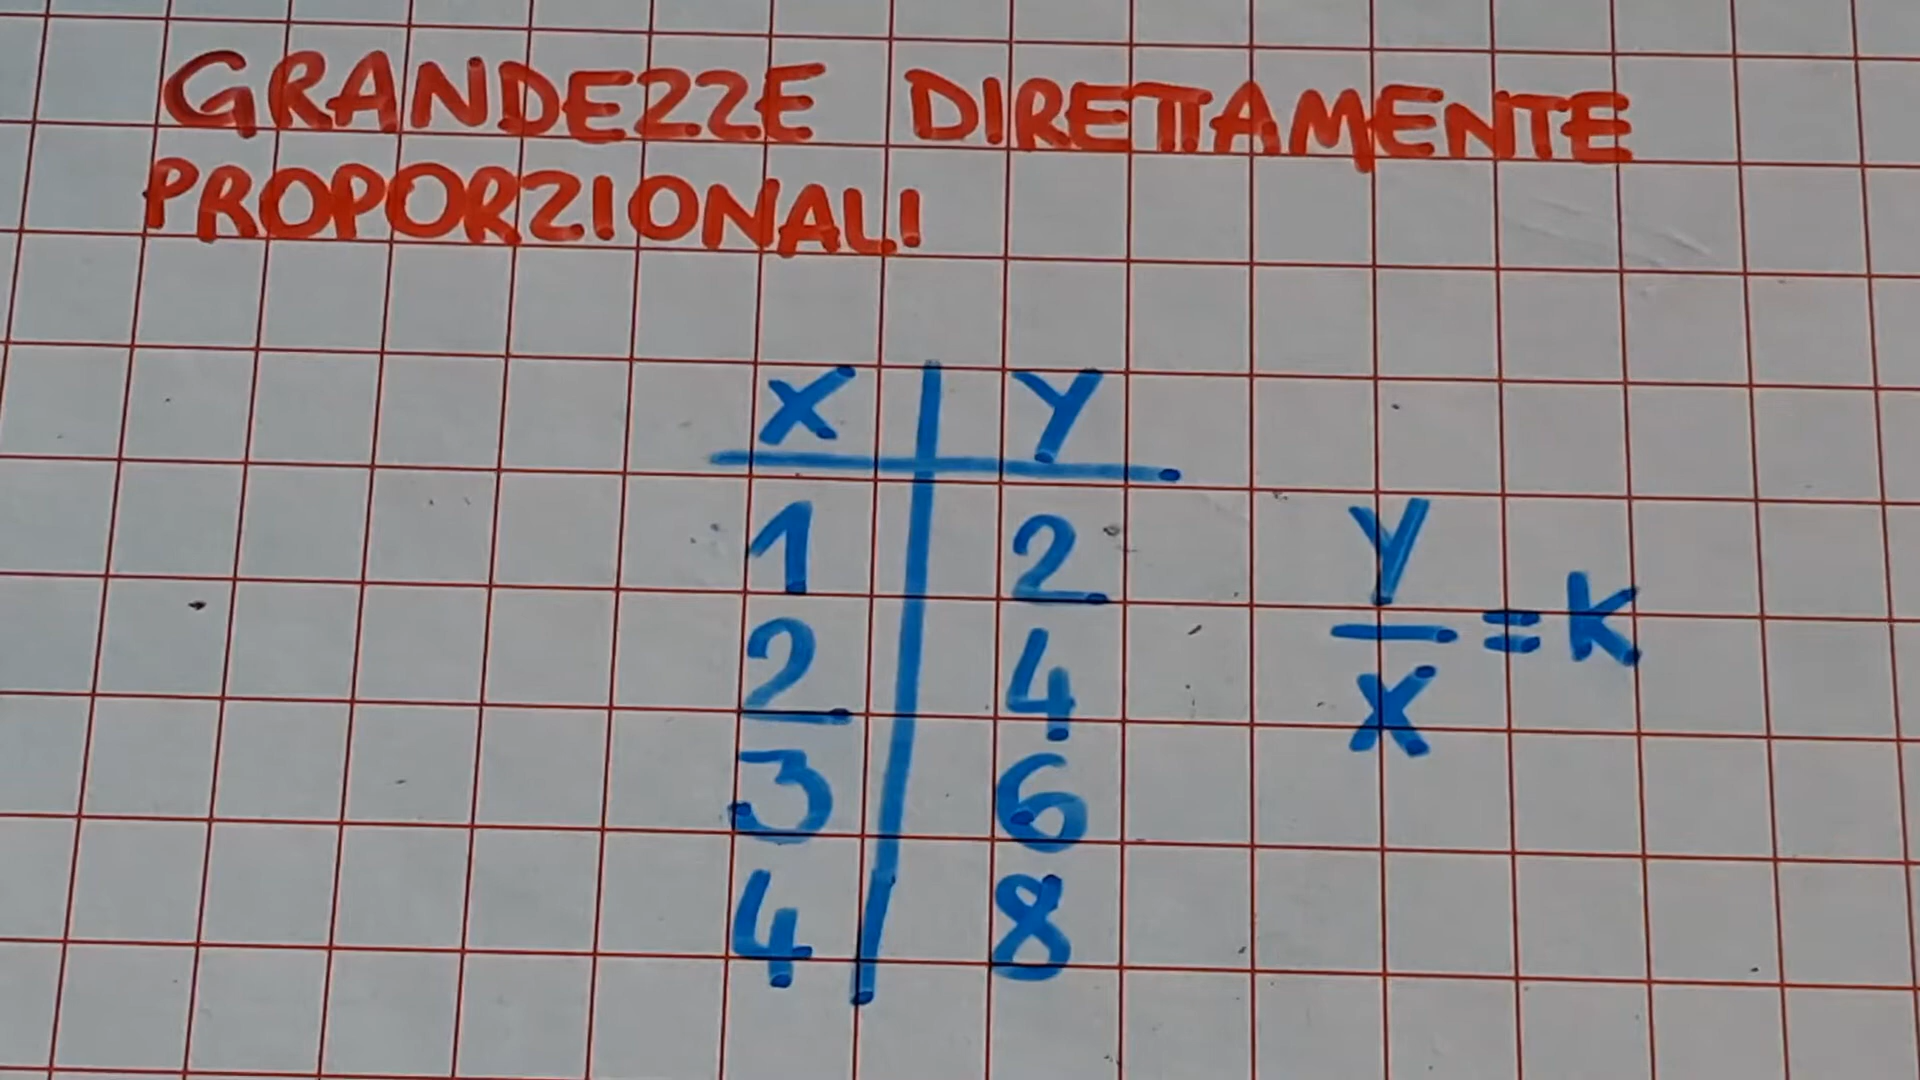 GRANDEZZE DIRETTAMENTE
PROPORZIONALI
X Y
1 2
2 4
3 6
4 8
Y/X = K